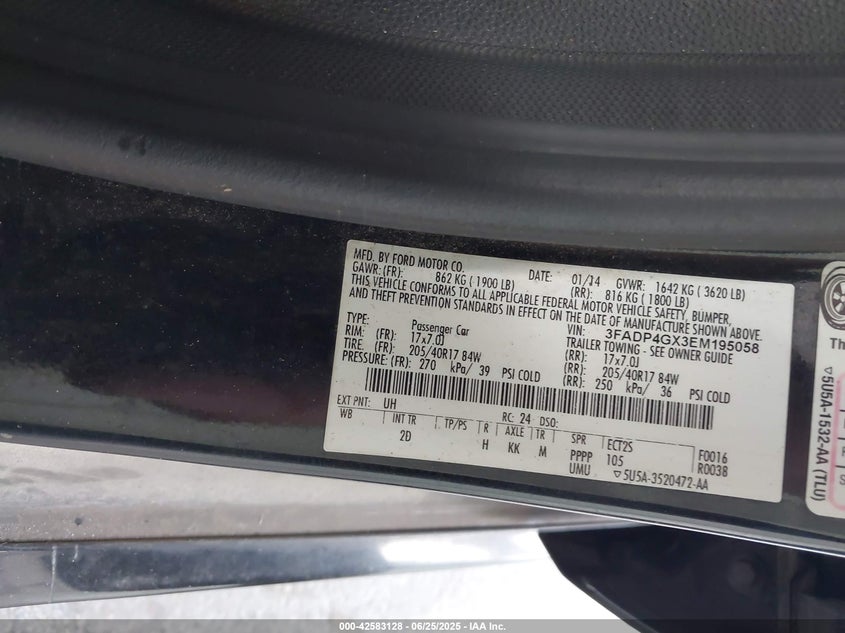 MFD. BY FORD MOTOR CO. DATE: 01/14 GVWR: 1642 KG ( 3620 LB)
GAWR: (FR): 862 KG ( 1900 LB) (RR): 816 KG ( 1800 LB)
THIS VEHICLE CONFORMS TO ALL APPLICABLE FEDERAL MOTOR VEHICLE SAFETY, BUMPER,
AND THEFT PREVENTION STANDARDS IN EFFECT ON THE DATE OF MANUFACTURE SHOWN ABOVE.
VIN: 3FADP4GX3EM195058
TYPE: Passenger Car TRAILER TOWING - SEE OWNER GUIDE
RIM: (FR) 17x7.0J (RR) 17x7.0J
TIRE: (FR) 205/40R17 84W (RR) 205/40R17 84W
PRESSURE: (FR) 270 kPa/ 39 PSI COLD (RR) 250 kPa/ 36 PSI COLD
EXT PNT: UH RC: 24 DSO:
WB INT TR TP/PS R AXLE TR SPR ECT2S
2D H KK M PPPP 105 F0016
UMU R0038
▽5U5A-3520472-AA
Th
▽5U5A-1532-AA (TLU)
000-42583128 - 06/25/2025 - IAA Inc.